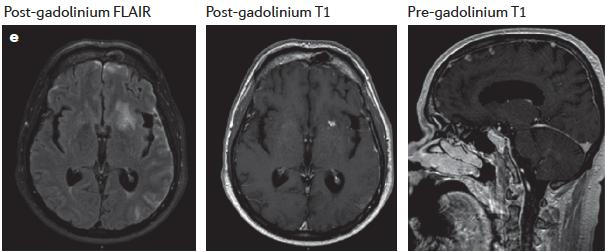 Post-gadolinium FLAIR
Post-gadolinium T1
Pre-gadolinium T1
e